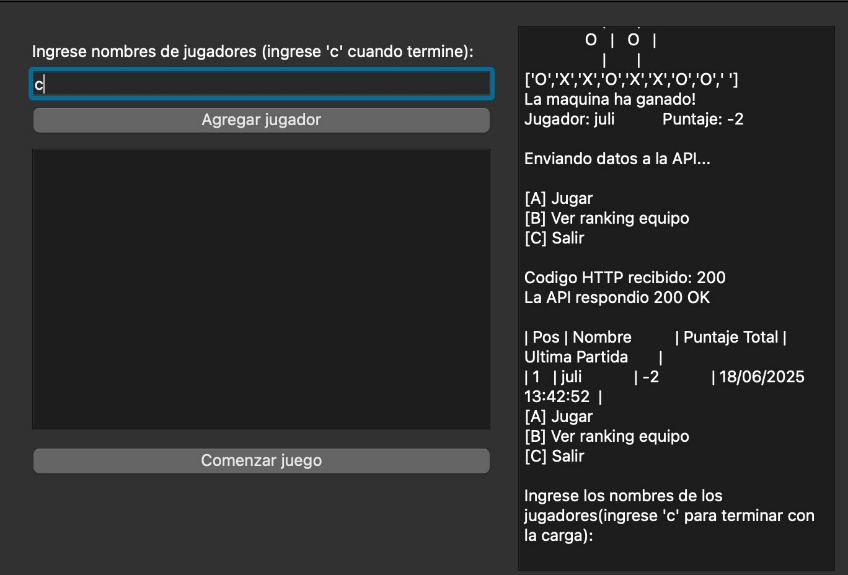 Ingrese nombres de jugadores (ingrese 'c' cuando termine):
c
Agregar jugador
Comenzar juego
O | O |
| |
['O','X','X','O','X','X','O','O',' ']
La maquina ha ganado!
Jugador: juli Puntaje: -2
Enviando datos a la API...
[A] Jugar
[B] Ver ranking equipo
[C] Salir
Codigo HTTP recibido: 200
La API respondio 200 OK
| Pos | Nombre | Puntaje Total |
Ultima Partida |
| 1 | juli | -2 | 18/06/2025
13:42:52 |
[A] Jugar
[B] Ver ranking equipo
[C] Salir
Ingrese los nombres de los
jugadores(ingrese 'c' para terminar con
la carga):